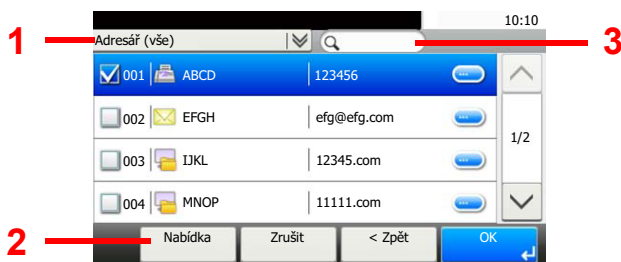 10:10
1 Adresář (vše) 3
001 ABCD 123456
002 EFGH efg@efg.com
1/2
003 IJKL 12345.com
004 MNOP 11111.com
2 Nabídka Zrušit < Zpět OK